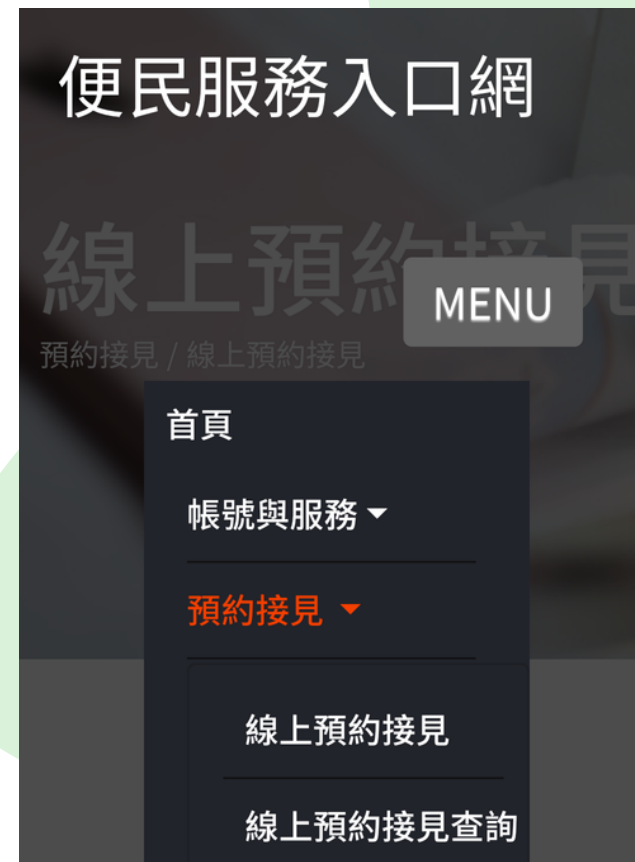 便民服務入口網
線上預約接見
MENU
預約接見 / 線上預約接見
首頁
帳號與服務
預約接見
線上預約接見
線上預約接見查詢